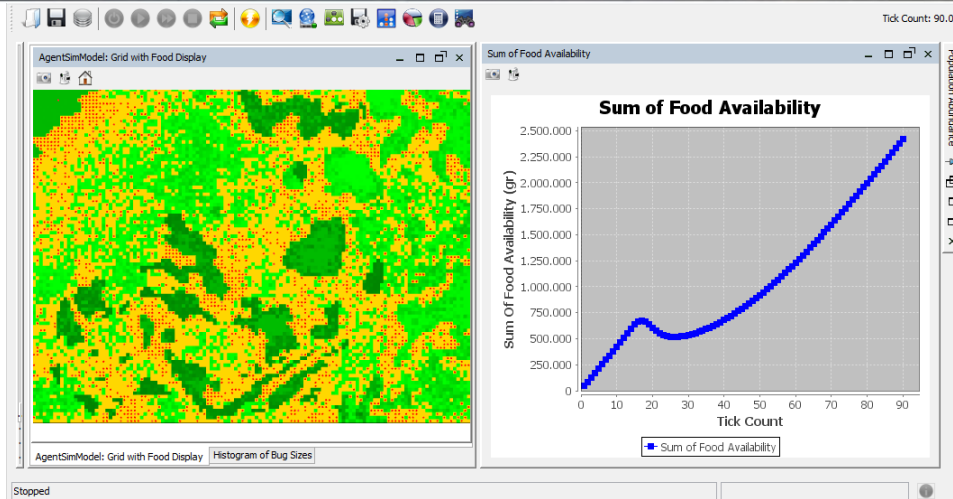 Tick Count: 90.0
AgentSimModel: Grid with Food Display
Sum of Food Availability
Population Abundance
Sum of Food Availability
Sum Of Food Availability (gr)
2.500.000
2.250.000
2.000.000
1.750.000
1.500.000
1.250.000
1.000.000
750.000
500.000
250.000
0
0 10 20 30 40 50 60 70 80 90
Tick Count
Sum of Food Availability
AgentSimModel: Grid with Food Display
Histogram of Bug Sizes
Stopped